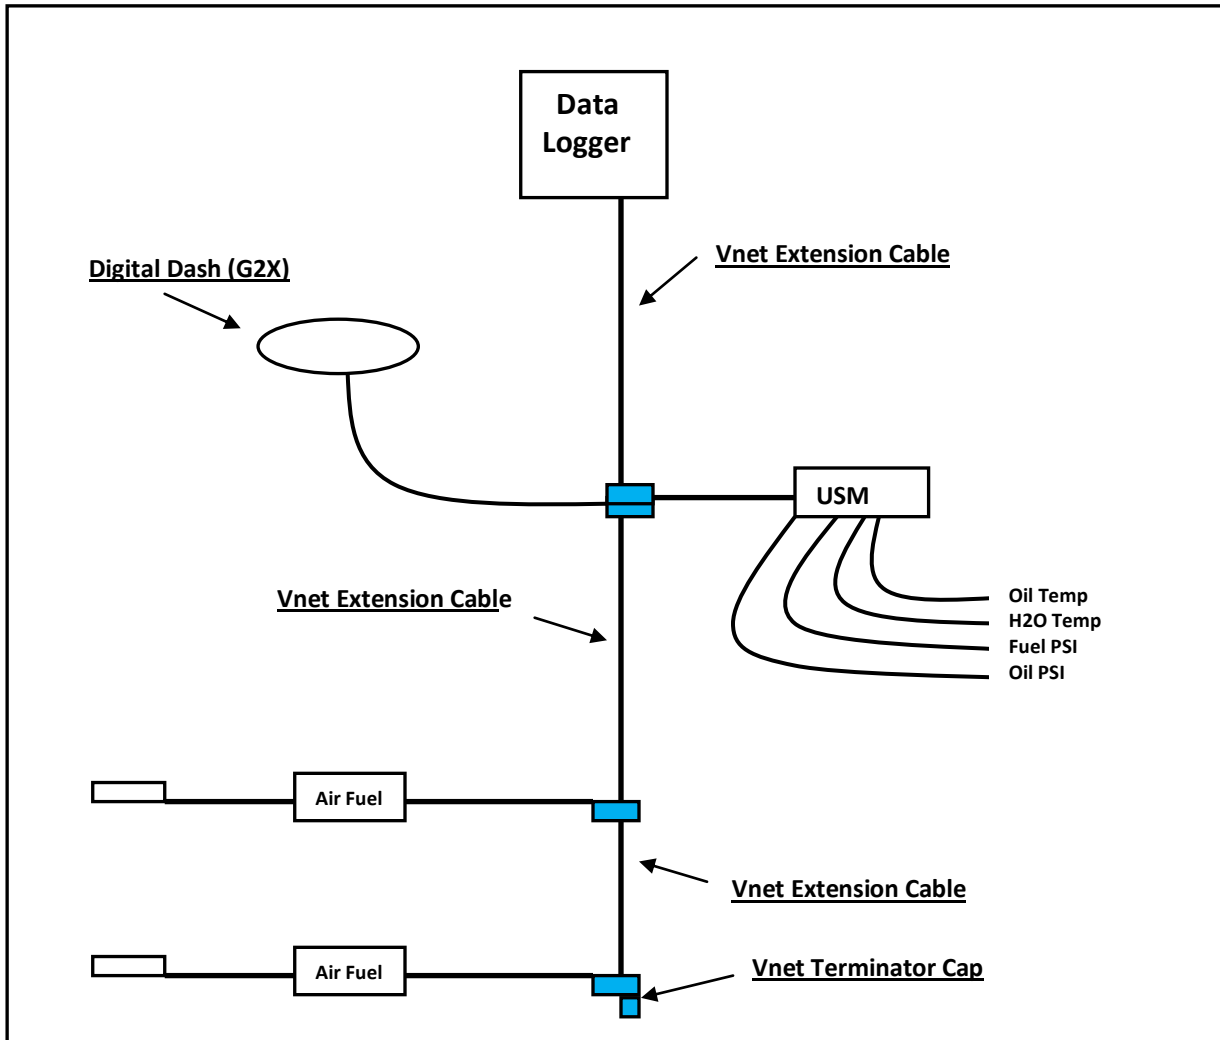 Data
Logger
Vnet Extension Cable
Digital Dash (G2X)
USM
Vnet Extension Cable
Oil Temp
H2O Temp
Fuel PSI
Oil PSI
Air Fuel
Vnet Extension Cable
Air Fuel
Vnet Terminator Cap